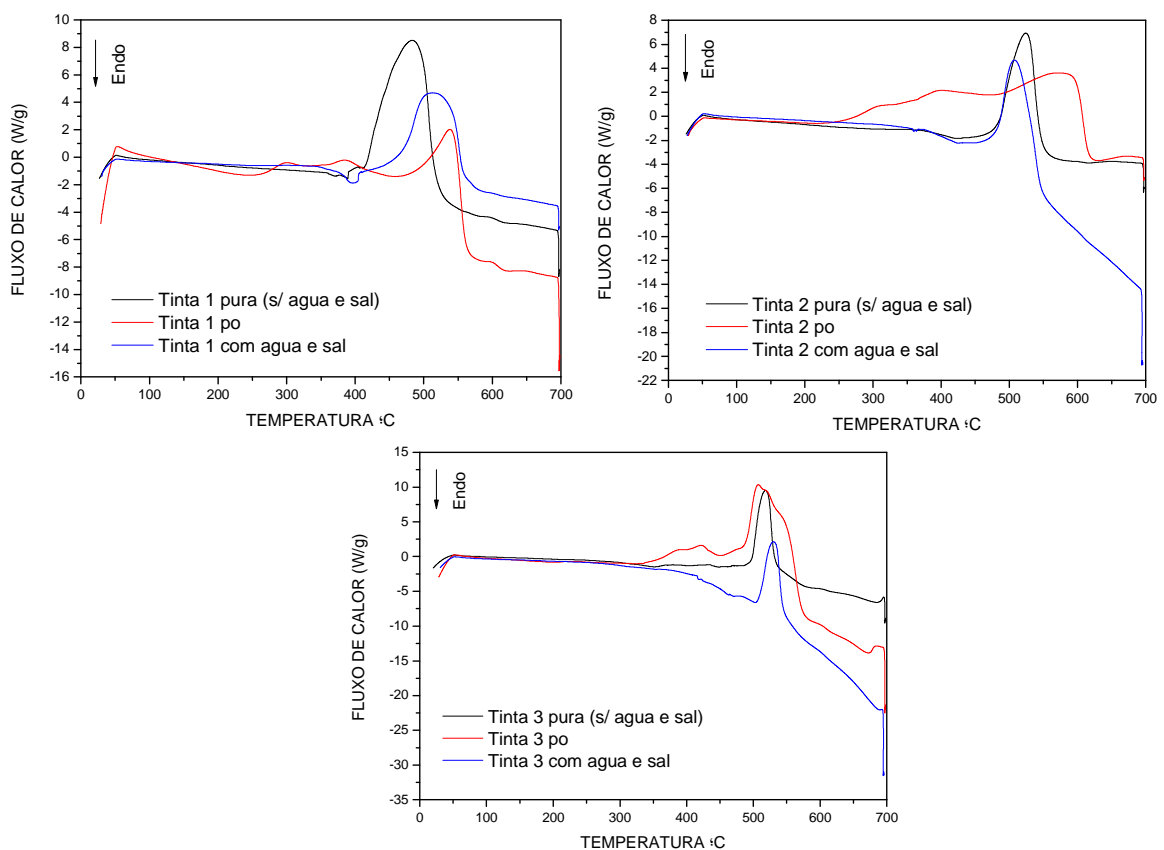 10
8
6
4
2
0
-2
-4
-6
-8
-10
-12
-14
-16
FLUXO DE CALOR (W/g)
Endo
Tinta 1 pura (s/ agua e sal)
Tinta 1 po
Tinta 1 com agua e sal
0 100 200 300 400 500 600 700
TEMPERATURA °C
8
6
4
2
0
-2
-4
-6
-8
-10
-12
-14
-16
-18
-20
-22
FLUXO DE CALOR (W/g)
Endo
Tinta 2 pura (s/ agua e sal)
Tinta 2 po
Tinta 2 com agua e sal
0 100 200 300 400 500 600 700
TEMPERATURA °C
15
10
5
0
-5
-10
-15
-20
-25
-30
-35
FLUXO DE CALOR (W/g)
Endo
Tinta 3 pura (s/ agua e sal)
Tinta 3 po
Tinta 3 com agua e sal
0 100 200 300 400 500 600 700
TEMPERATURA °C